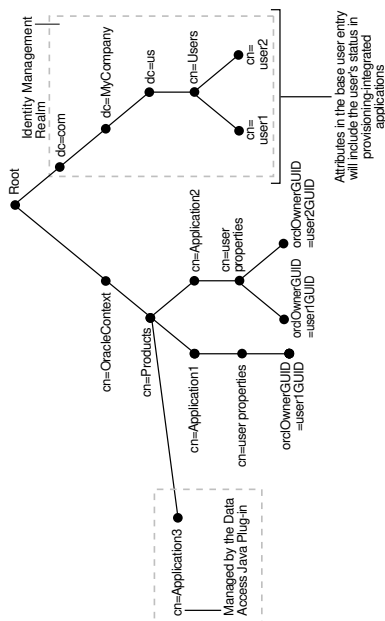 Root
Identity Management
Realm
dc=com
dc=MyCompany
dc=us
cn=Users
cn=
user1
cn=
user2
Attributes in the base user entry
will include the user's status in
provisioning-integrated
applications
cn=OracleContext
cn=Products
cn=Application2
cn=user
properties
orclOwnerGUID
=user1GUID
orclOwnerGUID
=user2GUID
cn=Application1
cn=user properties
orclOwnerGUID
=user1GUID
cn=Application3
Managed by the Data
Access Java Plug-in